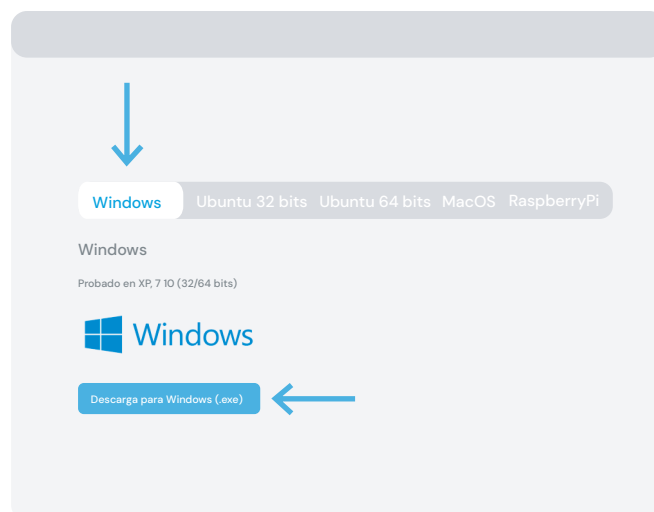 Windows Ubuntu 32 bits Ubuntu 64 bits MacOS RaspberryPi
Windows
Probado en XP, 7 10 (32/64 bits)
Windows
Descarga para Windows (.exe)